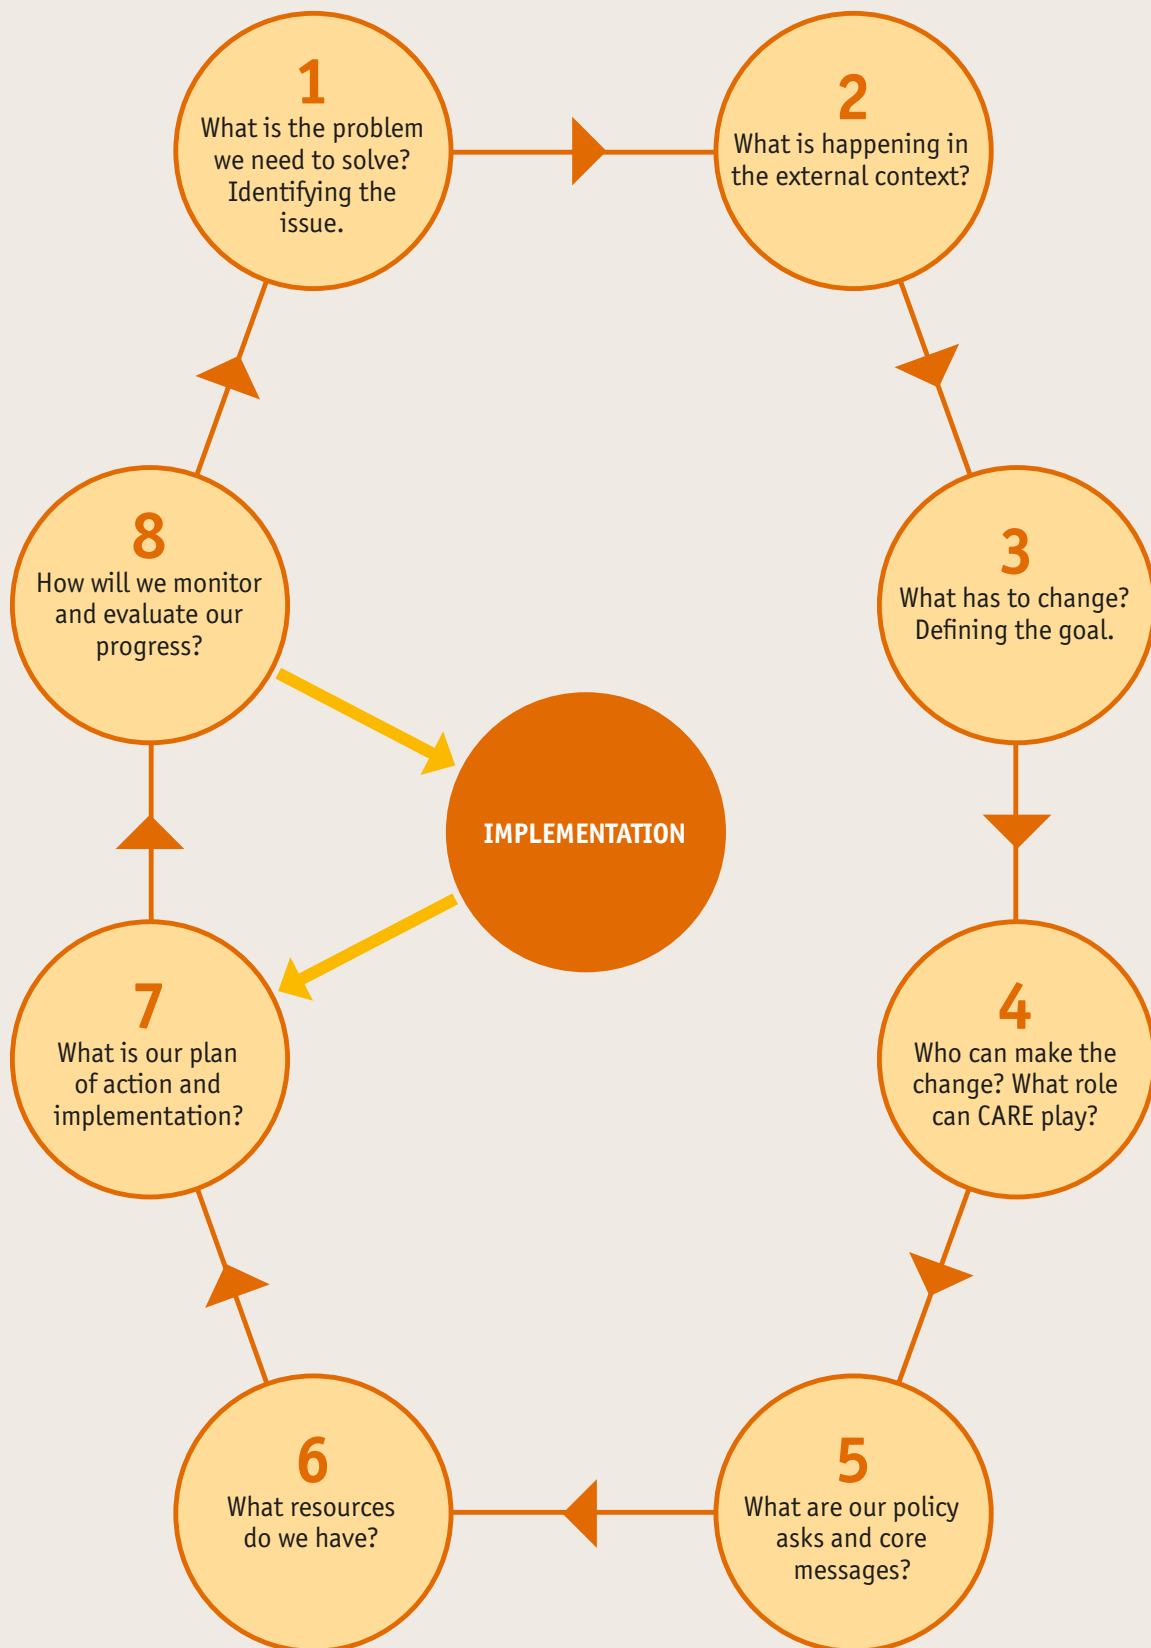 1
What is the problem
we need to solve?
Identifying the
issue.
2
What is happening in
the external context?
3
What has to change?
Defining the goal.
4
Who can make the
change? What role
can CARE play?
5
What are our policy
asks and core
messages?
6
What resources
do we have?
7
What is our plan
of action and
implementation?
8
How will we monitor
and evaluate our
progress?
IMPLEMENTATION